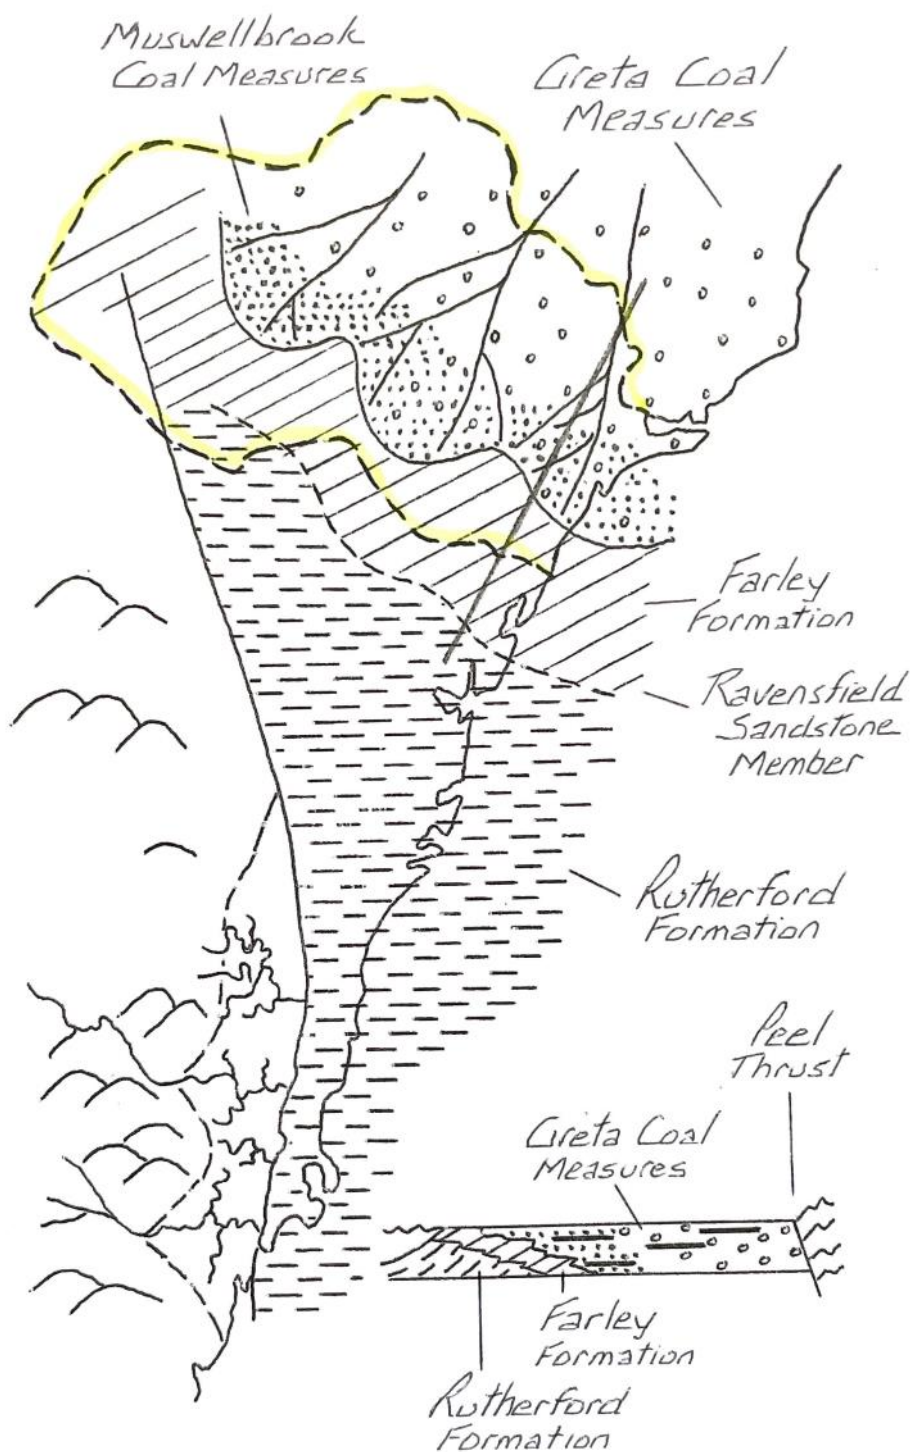 Muswellbrook
Coal Measures
Greta Coal
Measures
Farley
Formation
Ravensfield
Sandstone
Member
Rutherford
Formation
Peel
Thrust
Greta Coal
Measures
Farley
Formation
Rutherford
Formation